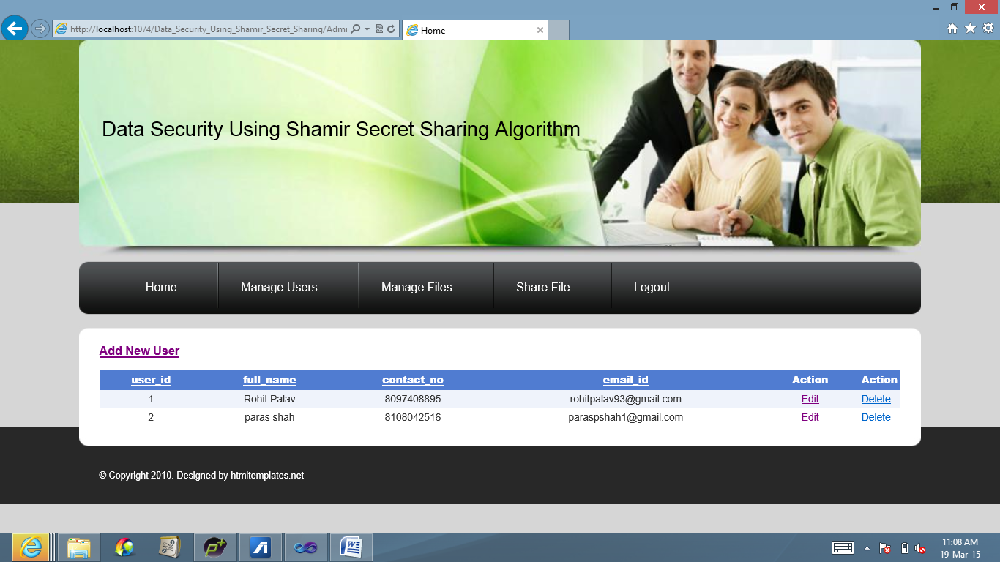 http://localhost:1074/Data_Security_Using_Shamir_Secret_Sharing/Admi
Home
Data Security Using Shamir Secret Sharing Algorithm
Home Manage Users Manage Files Share File Logout
Add New User
user_id full_name contact_no email_id Action Action
1 Rohit Palav 8097408895 rohitpalav93@gmail.com Edit Delete
2 paras shah 8108042516 paraspshah1@gmail.com Edit Delete
© Copyright 2010. Designed by htmltemplates.net
11:08 AM
19-Mar-15